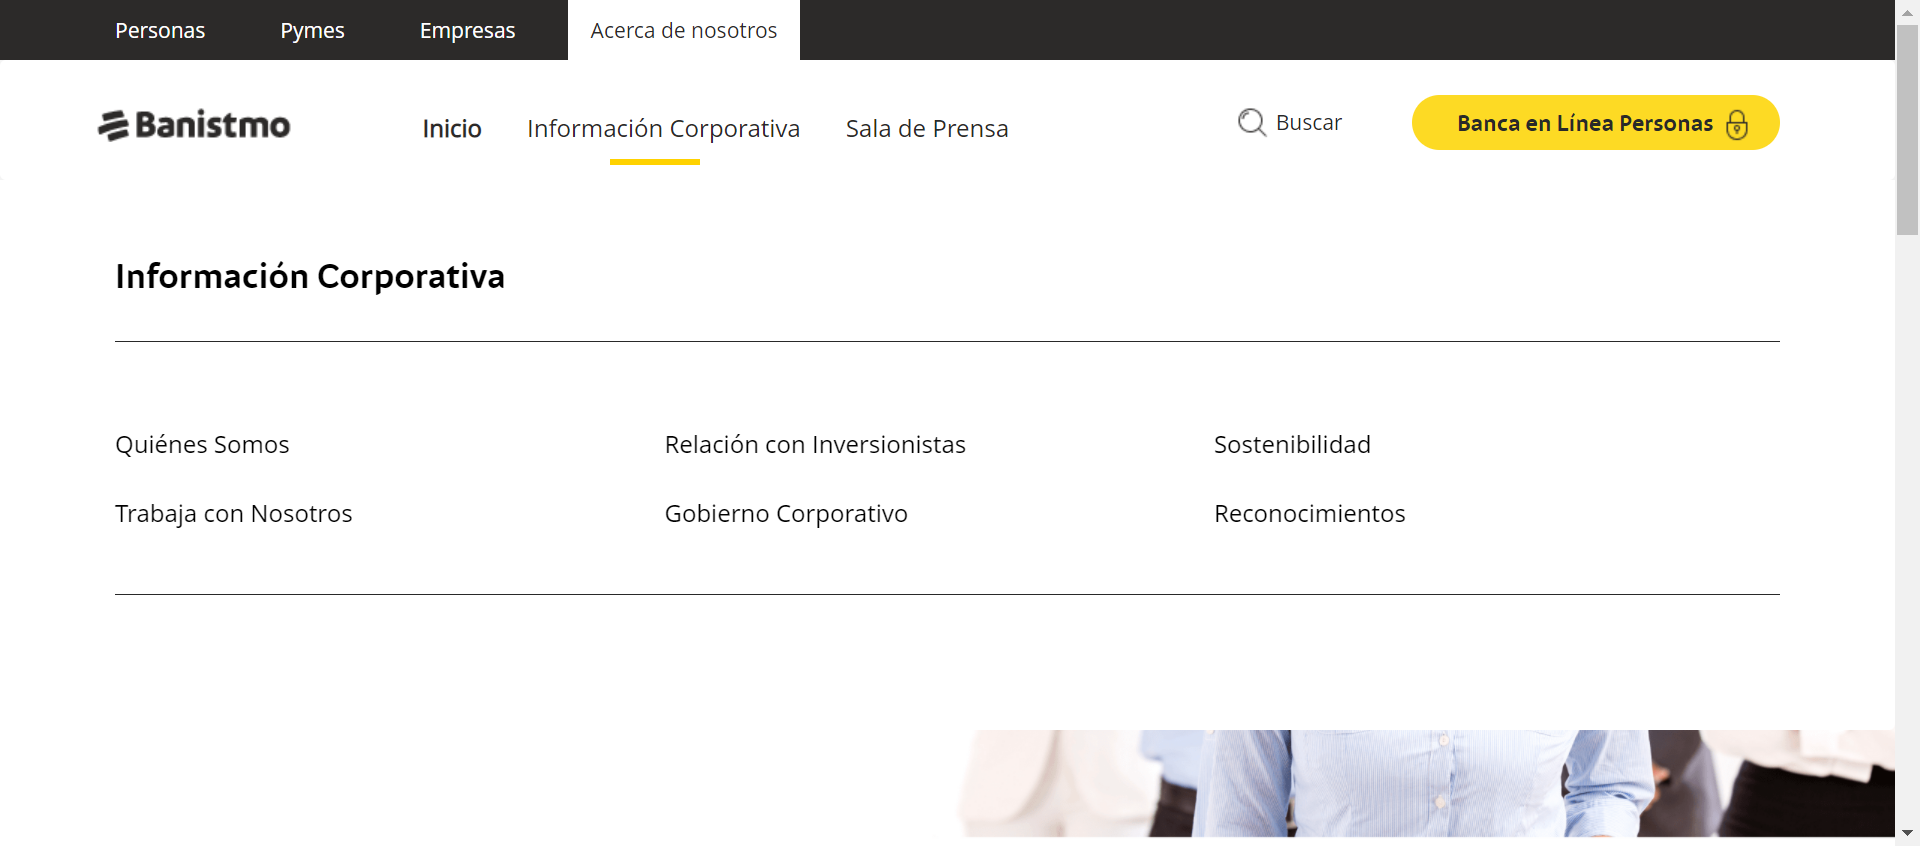 Personas Pymes Empresas Acerca de nosotros
Banistmo Inicio Información Corporativa Sala de Prensa Buscar Banca en Línea Personas
Información Corporativa
Quiénes Somos Relación con Inversionistas Sostenibilidad
Trabaja con Nosotros Gobierno Corporativo Reconocimientos